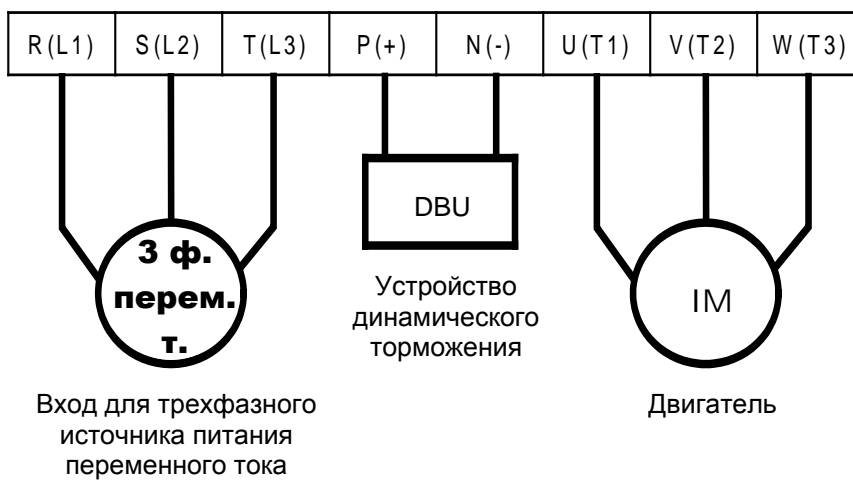 R(L1) S(L2) T(L3) P(+) N(-) U(T1) V(T2) W(T3)
3 ф.
перем.
т.
DBU
IM
Вход для трехфазного
источника питания
переменного тока
Устройство
динамического
торможения
Двигатель